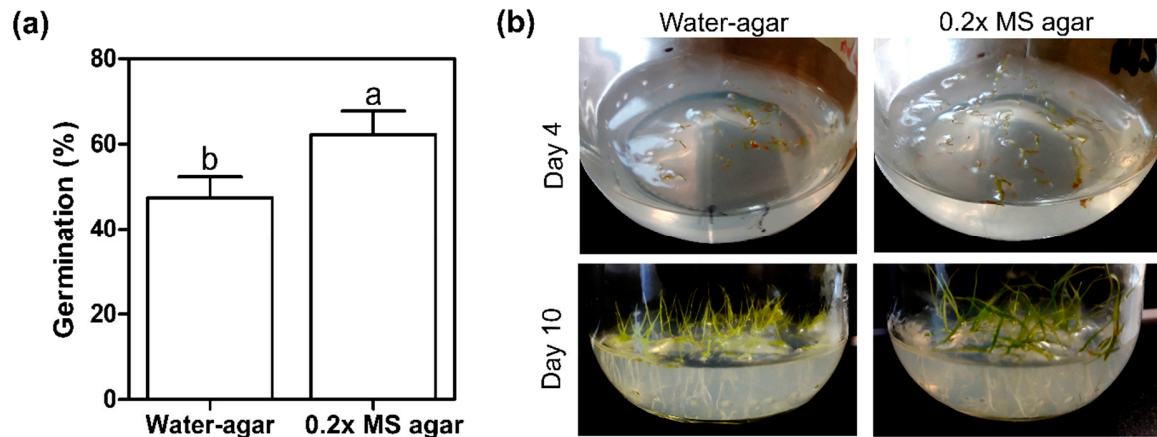 (a)
80
60
40
20
0
Germination (%)
b
a
Water-agar
0.2x MS agar
(b)
Water-agar
0.2x MS agar
Day 4
Day 10